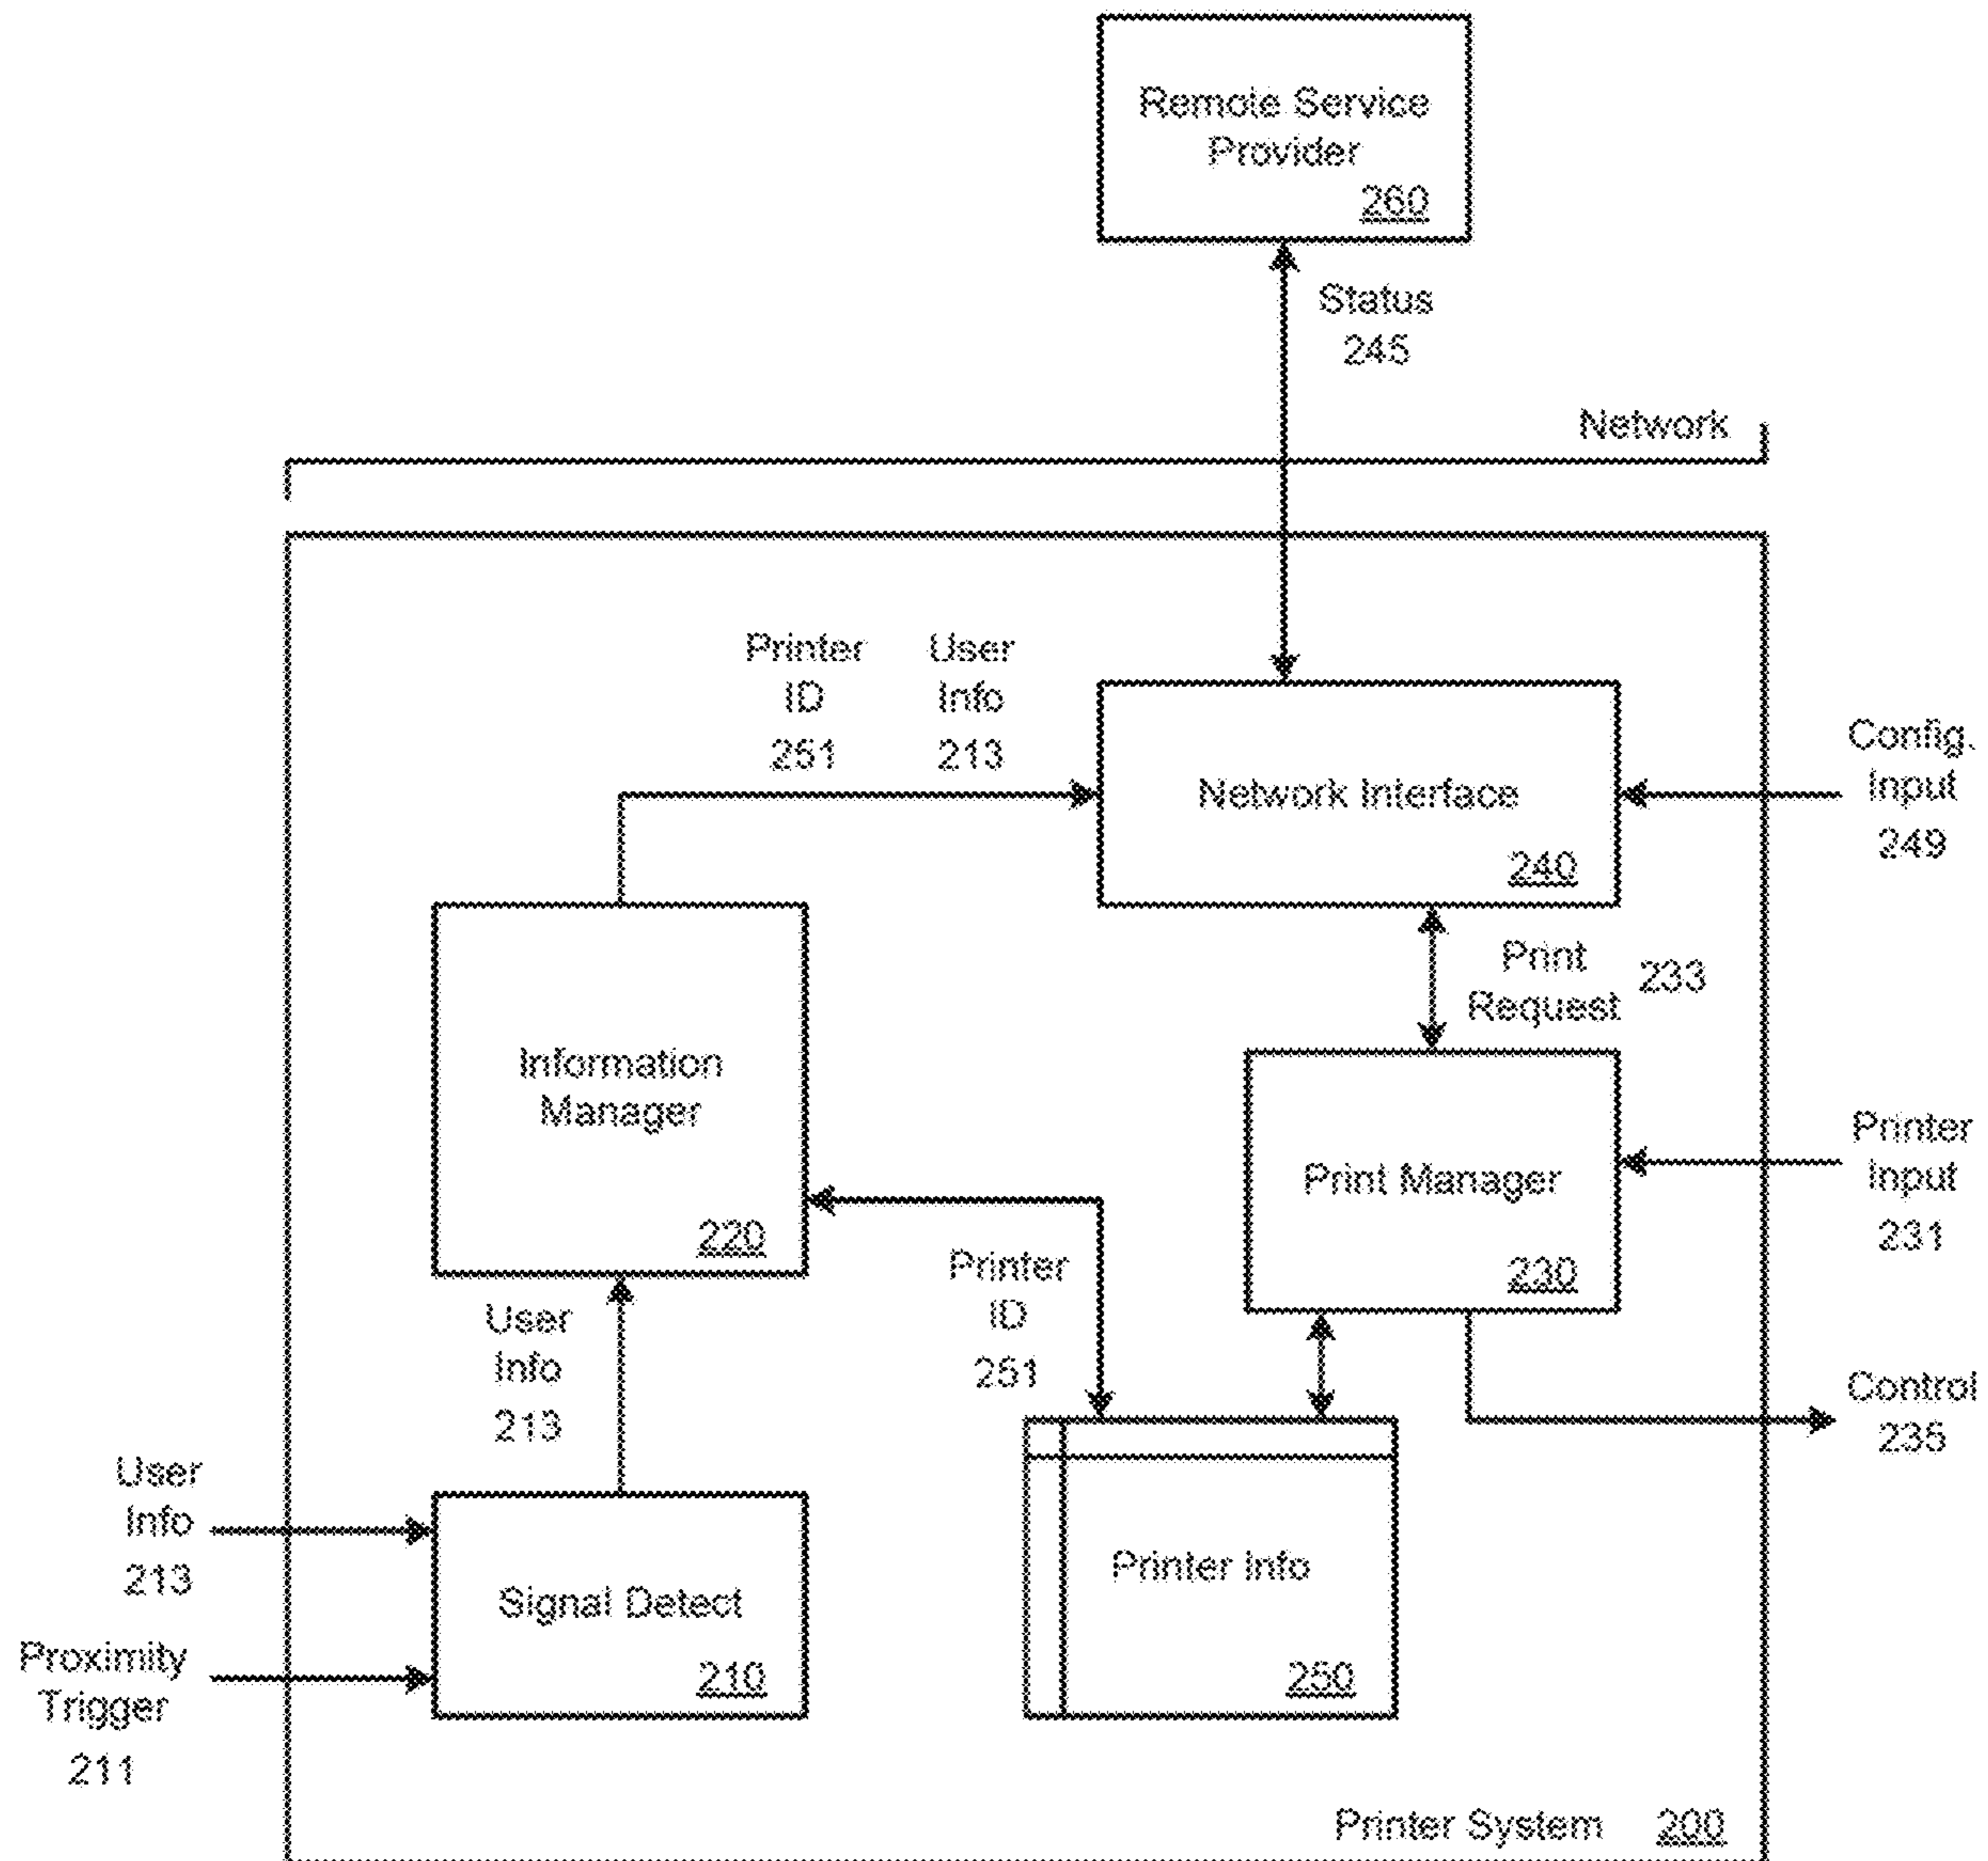 Remote Service
Provider
260
Status
245
Network
Printer
ID
251
User
Info
213
Network Interface
240
Config.
Input
249
Print
Request
233
Information
Manager
220
Print Manager
230
Printer
Input
231
Printer
ID
251
User
Info
213
Control
235
User
Info
213
Signal Detect
210
Printer Info
250
Proximity
Trigger
211
Printer System 200